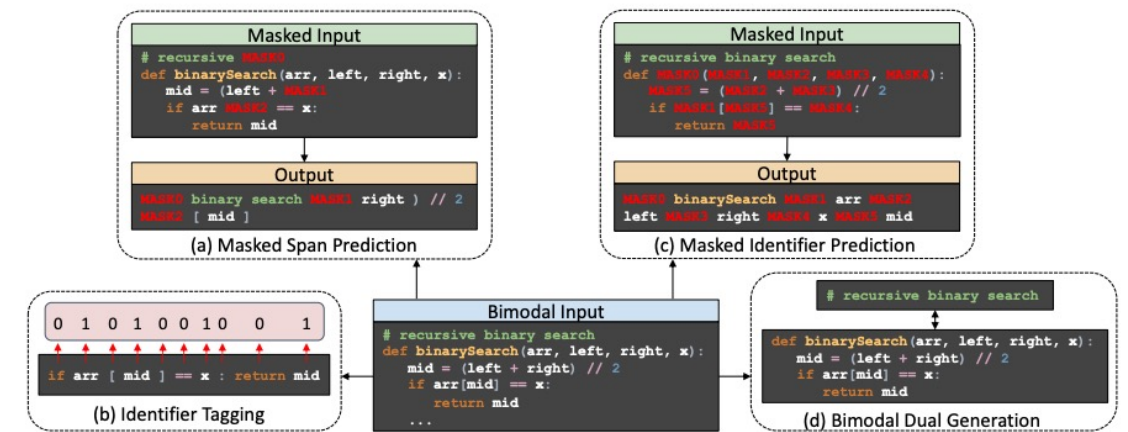 Masked Input
# recursive MASK0
def binarySearch(arr, left, right, x):
mid = (left + MASK1
if arr MASK2 == x:
return mid
Output
MASK0 binary search MASK1 right ) // 2
MASK2 [ mid ]
(a) Masked Span Prediction
Masked Input
# recursive binary search
def MASK0(MASK1, MASK2, MASK3, MASK4):
MASK5 = (MASK2 + MASK3) // 2
if MASK1[MASK5] == MASK4:
return MASK5
Output
MASK0 binarySearch MASK1 arr MASK2
left MASK3 right MASK4 x MASK5 mid
(c) Masked Identifier Prediction
0 1 0 1 0 0 1 0 0 1
if arr [ mid ] == x : return mid
(b) Identifier Tagging
Bimodal Input
# recursive binary search
def binarySearch(arr, left, right, x):
mid = (left + right) // 2
if arr[mid] == x:
return mid
...
# recursive binary search
def binarySearch(arr, left, right, x):
mid = (left + right) // 2
if arr[mid] == x:
return mid
(d) Bimodal Dual Generation